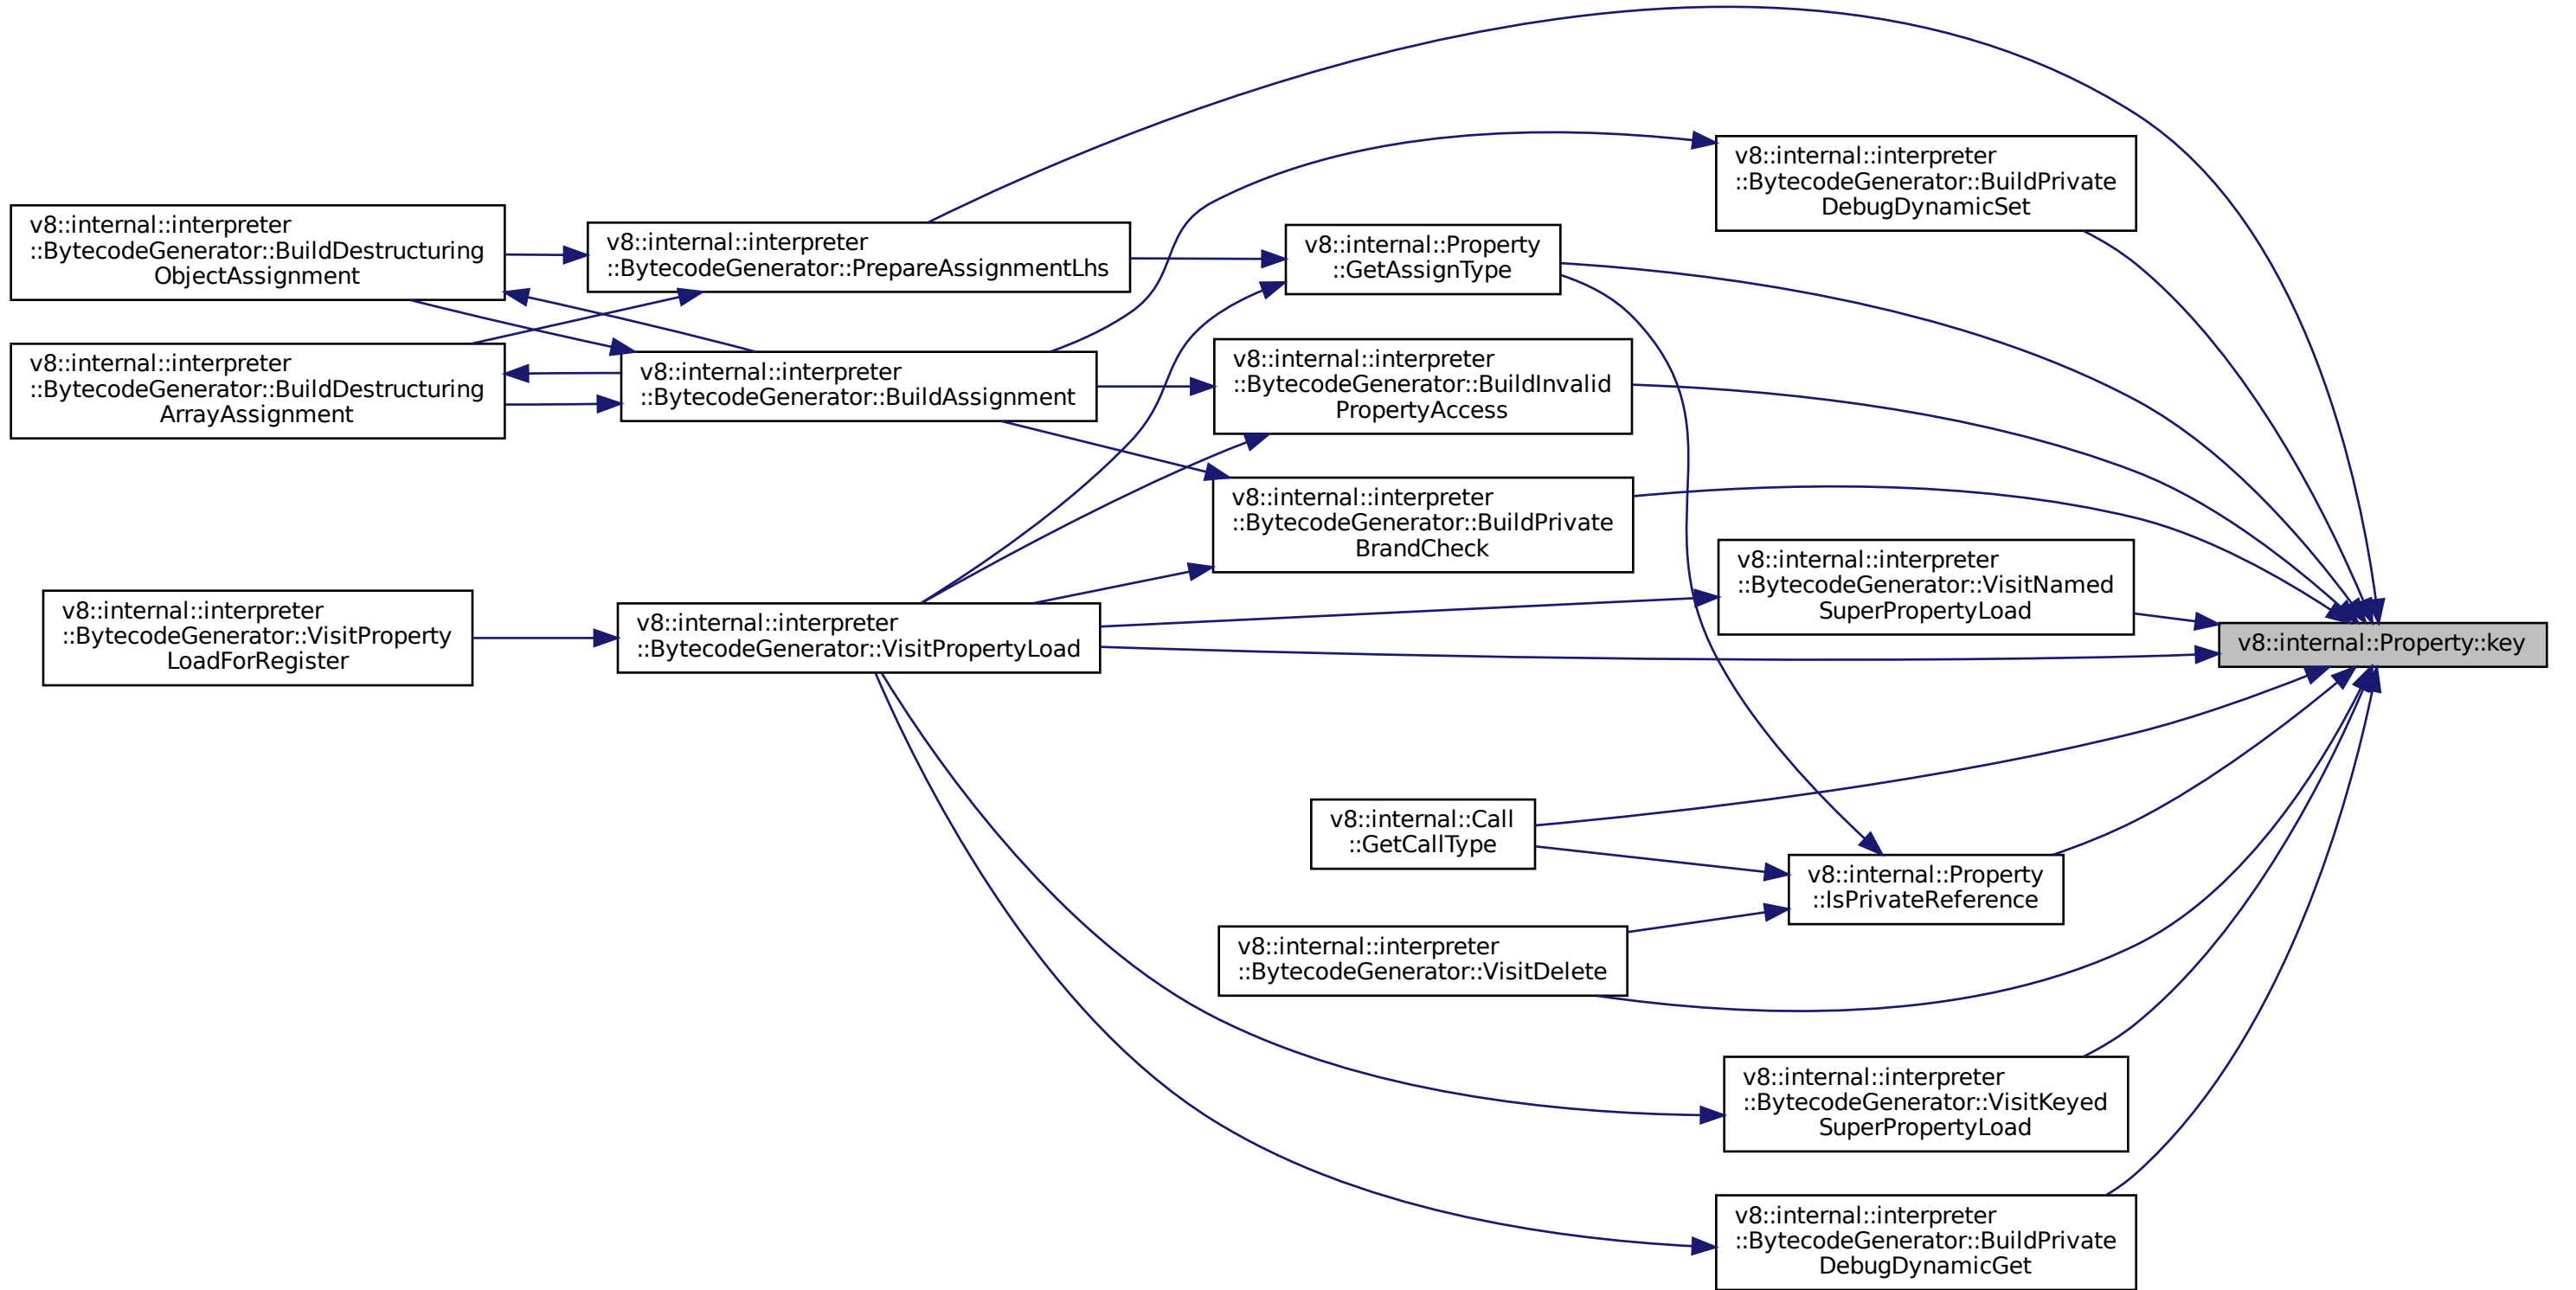 v8::internal::interpreter
::BytecodeGenerator::BuildPrivate
DebugDynamicSet
v8::internal::interpreter
::BytecodeGenerator::BuildDestructuring
ObjectAssignment
v8::internal::interpreter
::BytecodeGenerator::PrepareAssignmentLhs
v8::internal::Property
::GetAssignType
v8::internal::interpreter
::BytecodeGenerator::BuildDestructuring
ArrayAssignment
v8::internal::interpreter
::BytecodeGenerator::BuildAssignment
v8::internal::interpreter
::BytecodeGenerator::BuildInvalid
PropertyAccess
v8::internal::interpreter
::BytecodeGenerator::BuildPrivate
BrandCheck
v8::internal::interpreter
::BytecodeGenerator::VisitNamed
SuperPropertyLoad
v8::internal::interpreter
::BytecodeGenerator::VisitProperty
LoadForRegister
v8::internal::interpreter
::BytecodeGenerator::VisitPropertyLoad
v8::internal::Property::key
v8::internal::Call
::GetCallType
v8::internal::Property
::IsPrivateReference
v8::internal::interpreter
::BytecodeGenerator::VisitDelete
v8::internal::interpreter
::BytecodeGenerator::VisitKeyed
SuperPropertyLoad
v8::internal::interpreter
::BytecodeGenerator::BuildPrivate
DebugDynamicGet